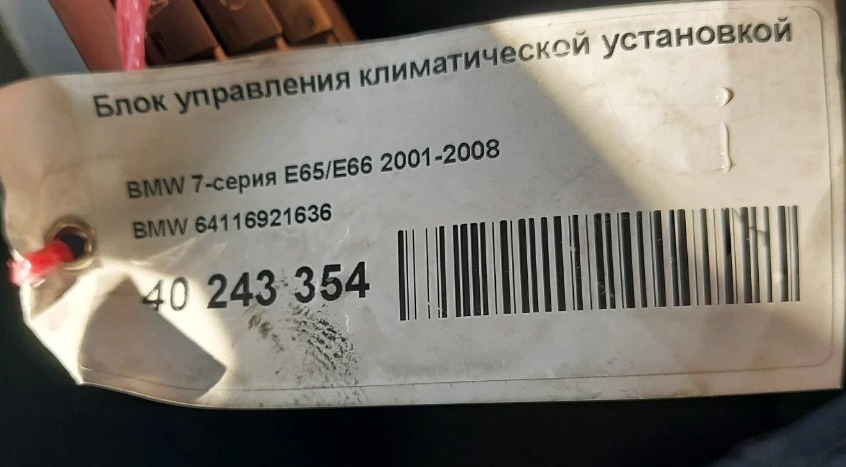 Блок управления климатической установкой
BMW 7-серия E65/E66 2001-2008
BMW 64116921636
40 243 354